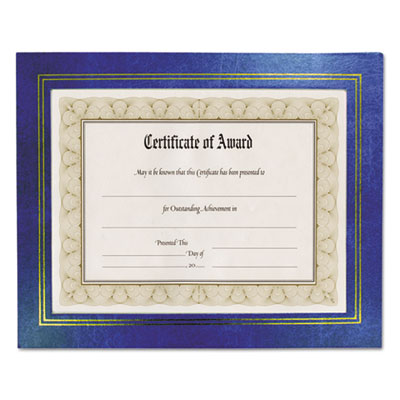 Certificate of Award
May it be known that this Certificate has been presented to
for Outstanding Achievement in
Presented This
Day of
20